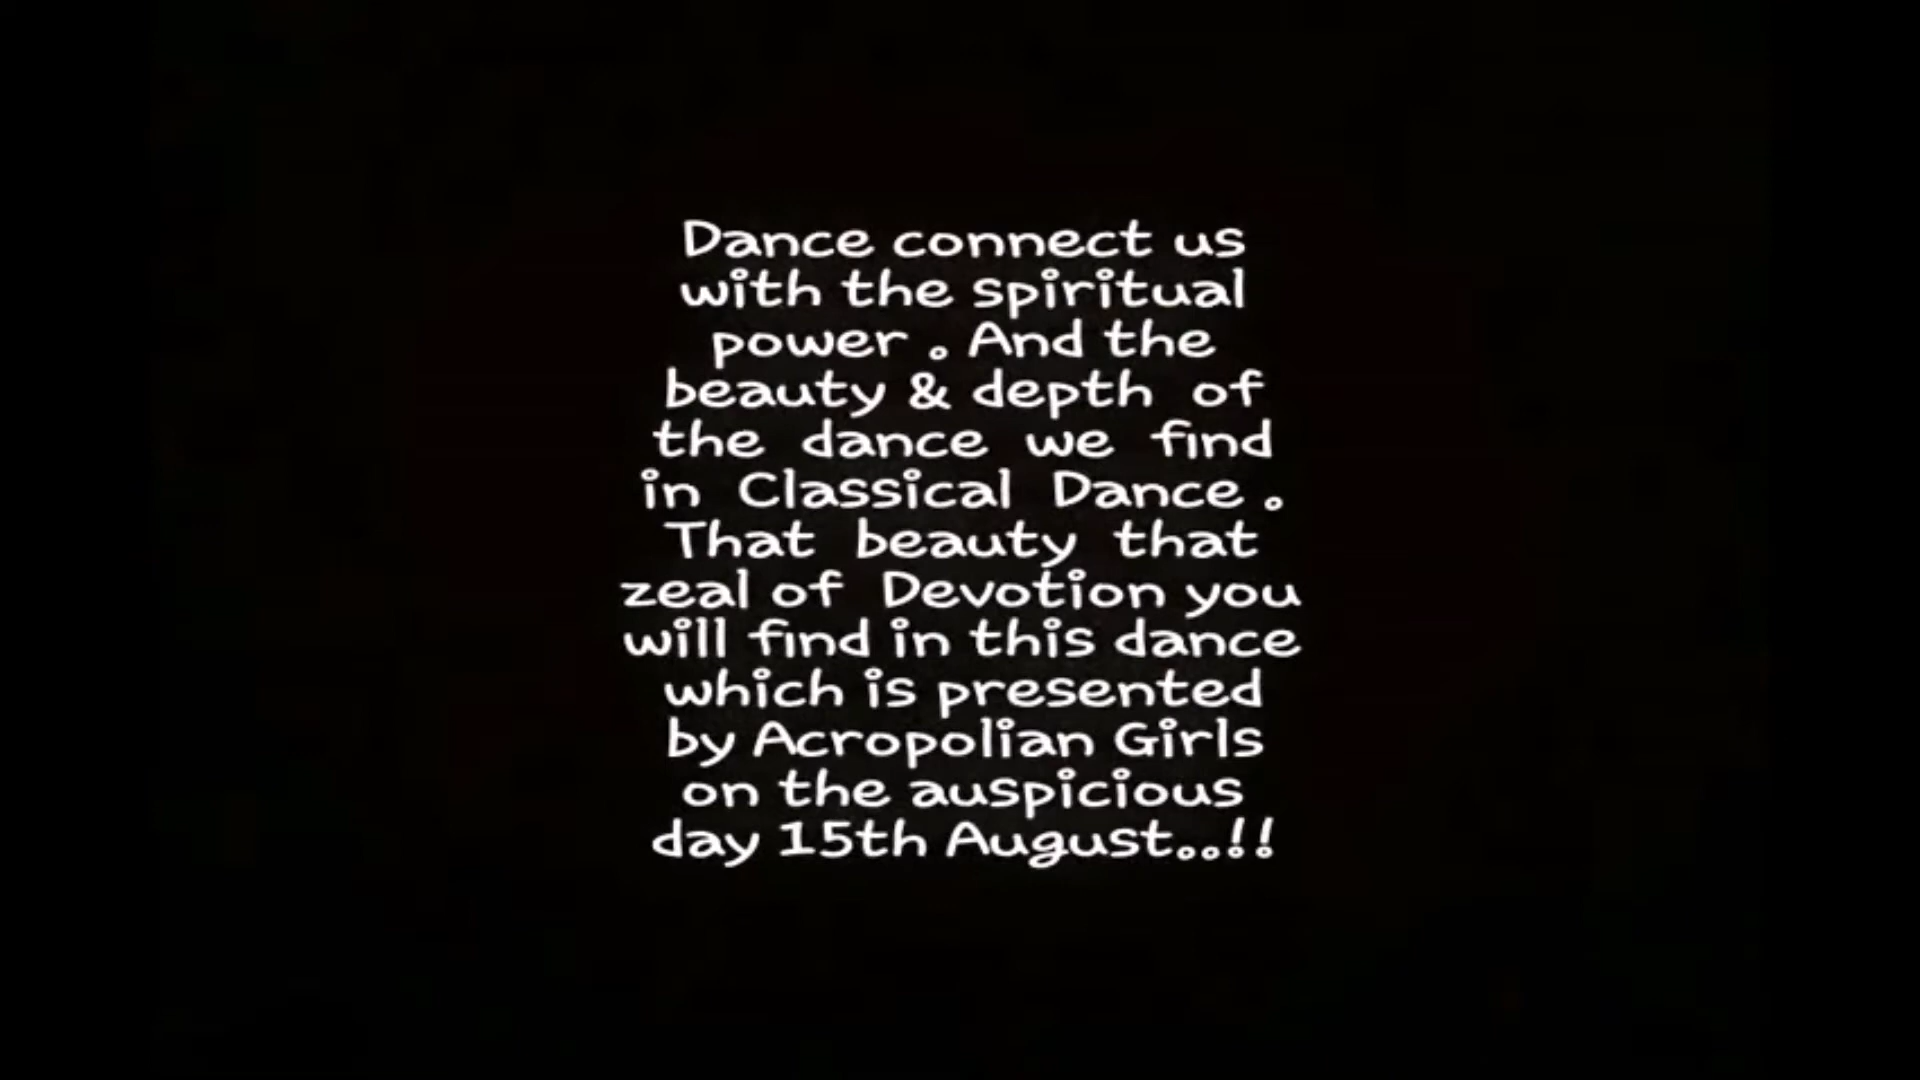 Dance connect us
with the spiritual
power . And the
beauty & depth of
the dance we find
in Classical Dance .
That beauty that
zeal of Devotion you
will find in this dance
which is presented
by Acropolian Girls
on the auspicious
day 15th August..!!